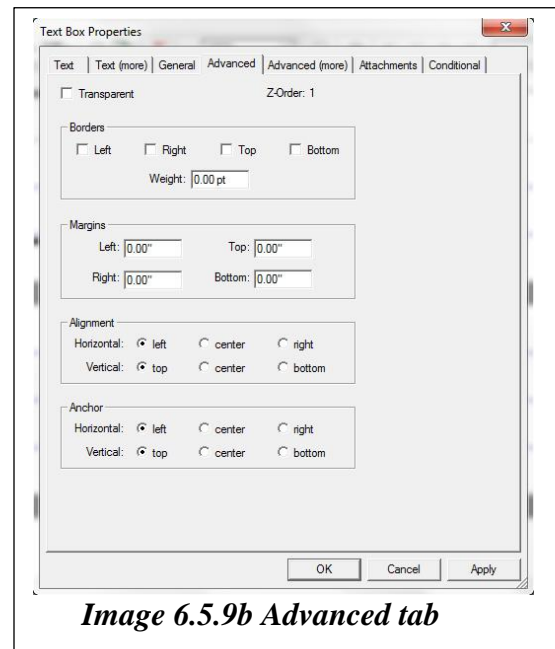 Text Box Properties
Text Text (more) General Advanced Advanced (more) Attachments Conditional
Transparent Z-Order: 1
Borders
Left Right Top Bottom
Weight: 0.00 pt
Margins
Left: 0.00" Top: 0.00"
Right: 0.00" Bottom: 0.00"
Alignment
Horizontal: left center right
Vertical: top center bottom
Anchor
Horizontal: left center right
Vertical: top center bottom
OK Cancel Apply
Image 6.5.9b Advanced tab